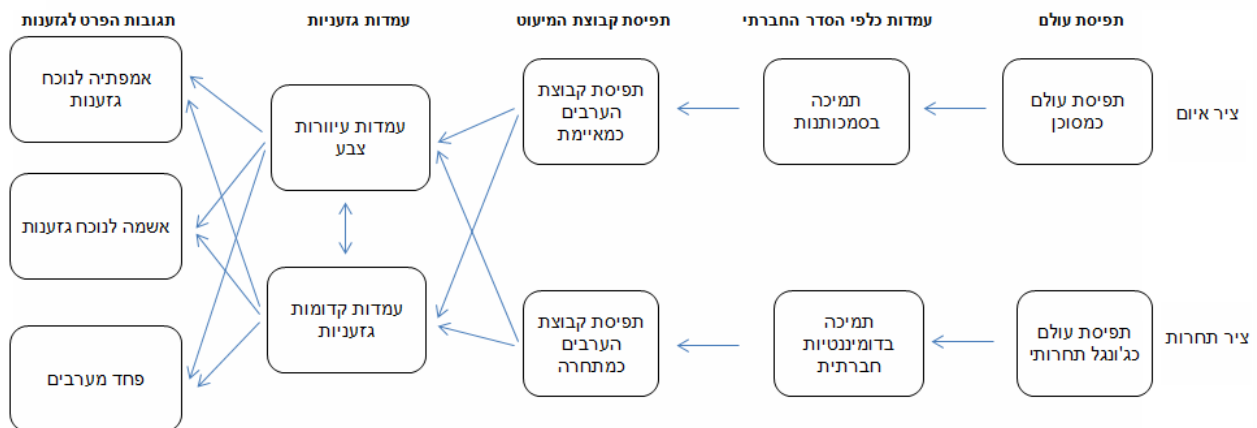 תפיסת עולם
עמדות כלפי הסדר החברתי
תפיסת קבוצת המיעוט
עמדות גזעניות
תגובות הפרט לגזענות
ציר איום
תפיסת עולם
כמסוכן
תמיכה
בסמכותנות
תפיסת קבוצת
הערבים
כמאיימת
עמדות עיוורות
צבע
אמפתיה לנוכח
גזענות
אשמה לנוכח גזענות
ציר תחרות
תפיסת עולם
כג'ונגל תחרותי
תמיכה
בדומיננטיות
חברתית
תפיסת קבוצת
הערבים
כמתחרה
עמדות קדומות
גזעניות
פחד מערבים